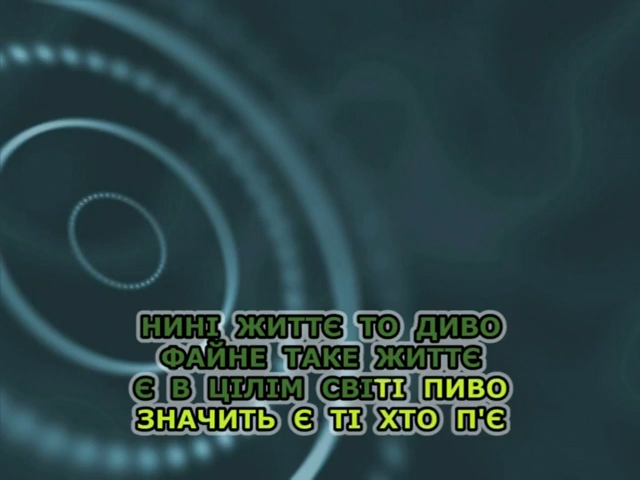 НИНІ ЖИТТЄ ТО ДИВО
ФАЙНЕ ТАКЕ ЖИТТЄ
Є В ЦІЛІМ СВІТІ ПИВО
ЗНАЧИТЬ Є ТІ ХТО П'Є